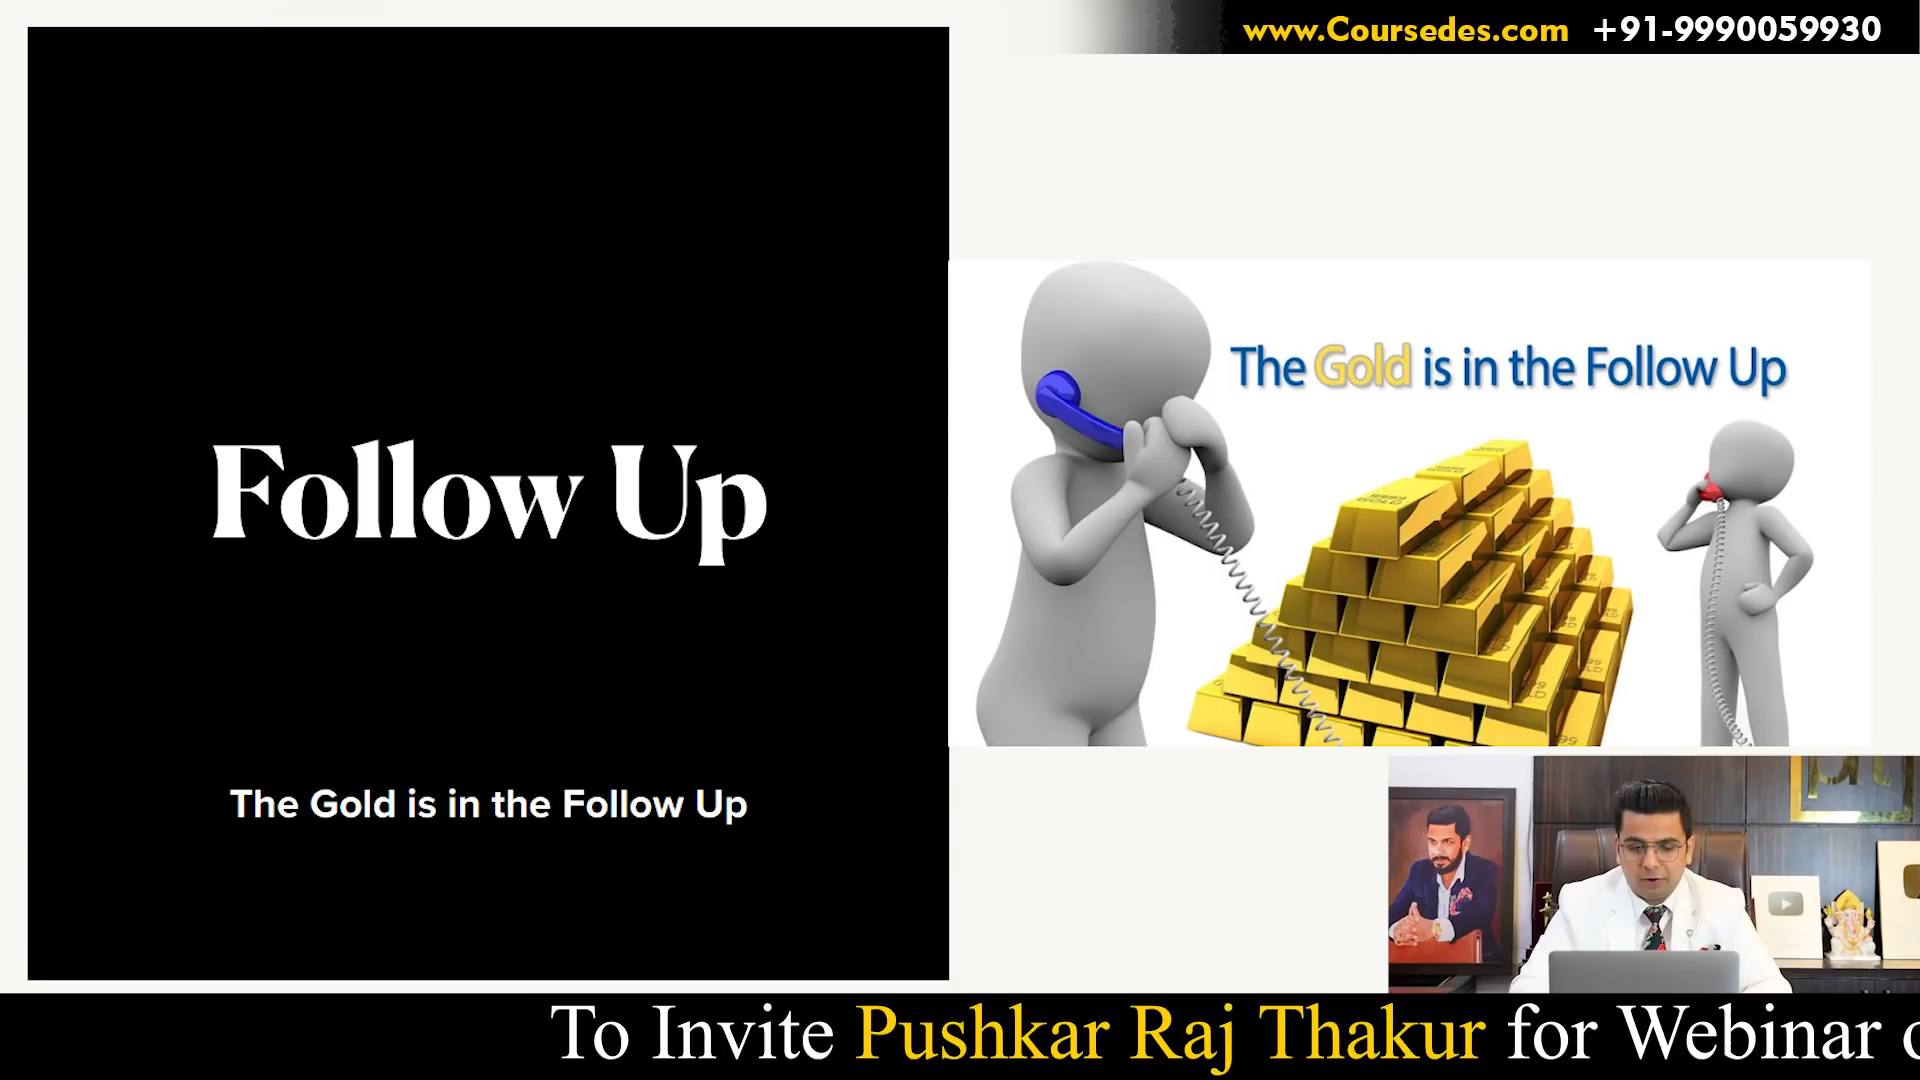 www.Coursedes.com +91-9990059930
Follow Up
The Gold is in the Follow Up
The Gold is in the Follow Up
To Invite Pushkar Raj Thakur for Webinar